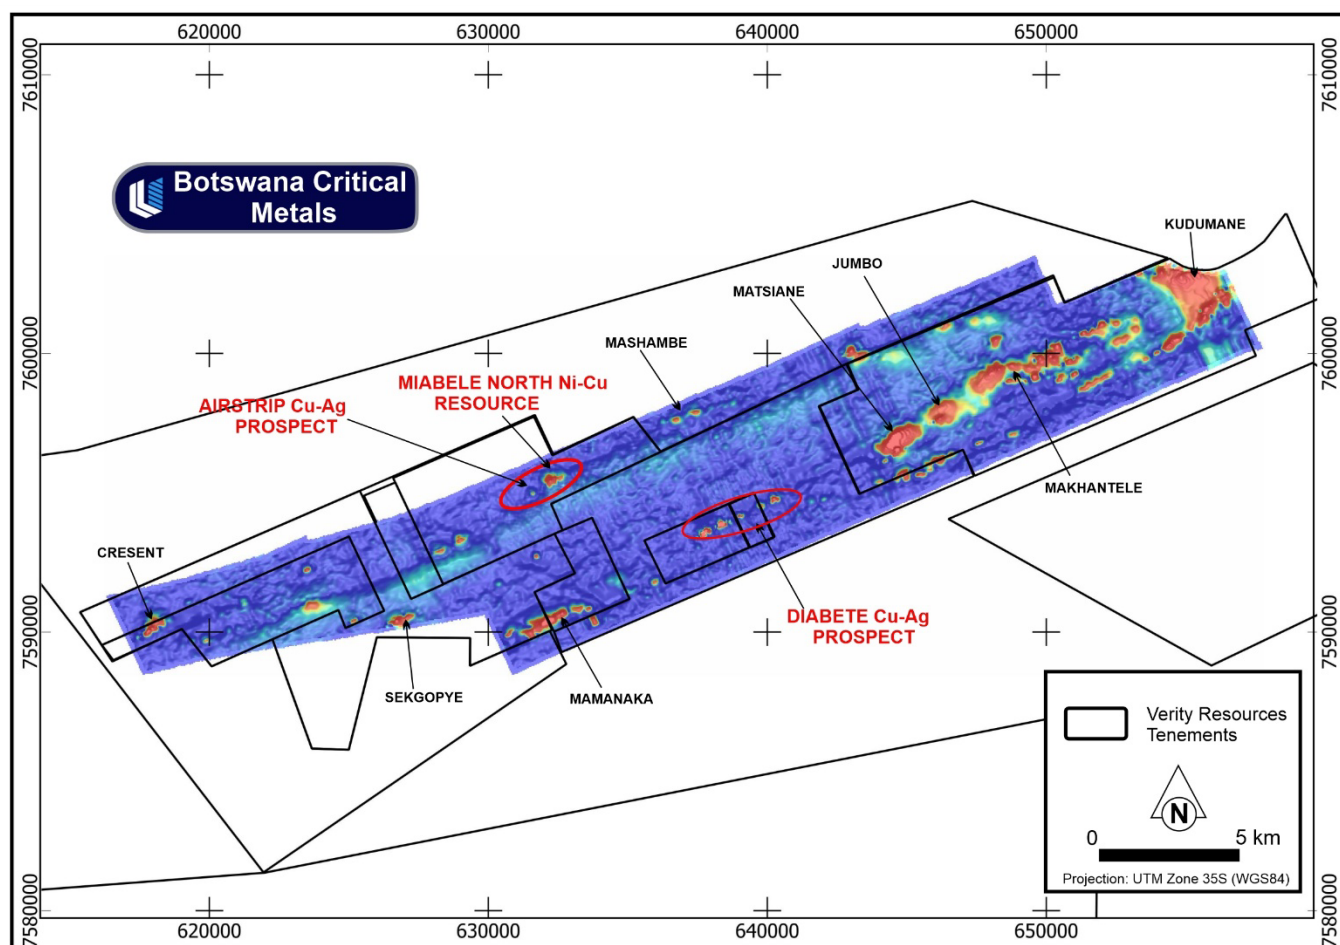 620000
630000
640000
650000
7610000
7610000
Botswana Critical
Metals
KUDUMANE
JUMBO
MATSIANE
MASHAMBE
7600000
7600000
MIABELE NORTH Ni-Cu
RESOURCE
AIRSTRIP Cu-Ag
PROSPECT
MAKHANTELE
CRESENT
DIABETE Cu-Ag
PROSPECT
7590000
7590000
SEKGOPYE
MAMANAKA
Verity Resources
Tenements
N
0
5 km
Projection: UTM Zone 35S (WGS84)
7580000
7580000
620000
630000
640000
650000